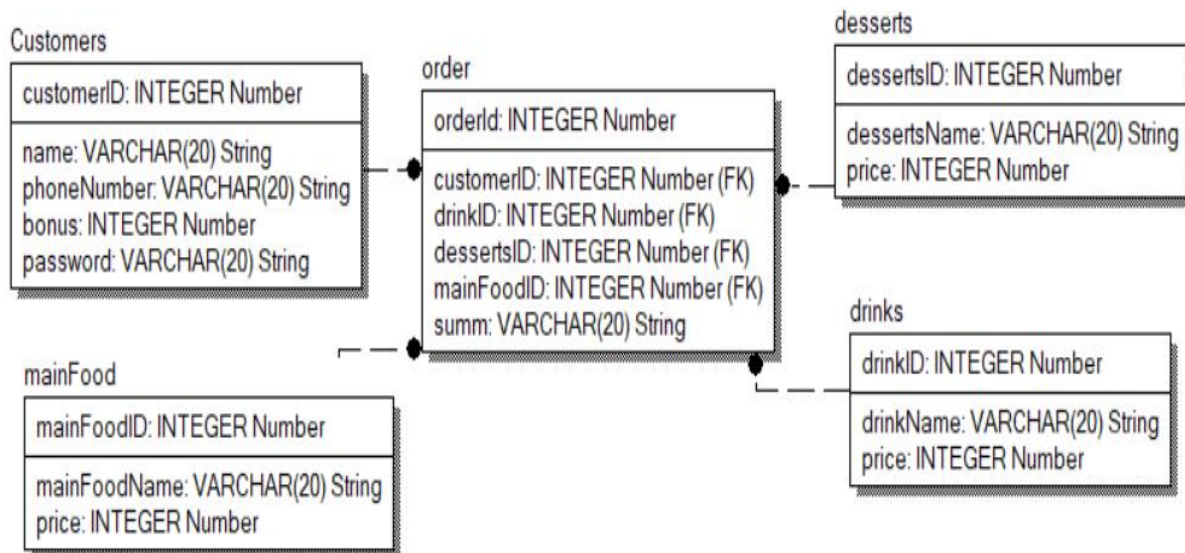 Customers
customerID: INTEGER Number
name: VARCHAR(20) String
phoneNumber: VARCHAR(20) String
bonus: INTEGER Number
password: VARCHAR(20) String
order
orderId: INTEGER Number
customerID: INTEGER Number (FK)
drinkID: INTEGER Number (FK)
dessertsID: INTEGER Number (FK)
mainFoodID: INTEGER Number (FK)
summ: VARCHAR(20) String
desserts
dessertsID: INTEGER Number
dessertsName: VARCHAR(20) String
price: INTEGER Number
mainFood
mainFoodID: INTEGER Number
mainFoodName: VARCHAR(20) String
price: INTEGER Number
drinks
drinkID: INTEGER Number
drinkName: VARCHAR(20) String
price: INTEGER Number